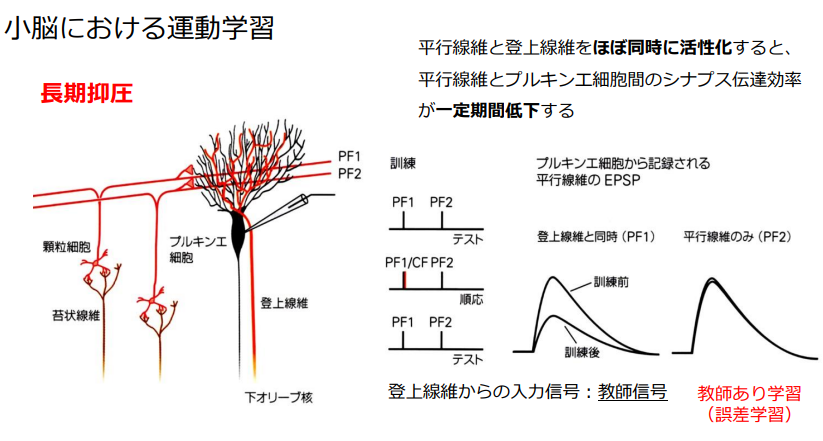 小脳における運動学習
平行線維と登上線維をほぼ同時に活性化すると、
平行線維とプルキンエ細胞間のシナプス伝達効率
が一定期間低下する
長期抑圧
PF1
PF2
顆粒細胞
プルキンエ
細胞
苔状線維
登上線維
下オリーブ核
訓練
PF1 PF2
テスト
PF1/CF PF2
順応
PF1 PF2
テスト
プルキンエ細胞から記録される
平行線維の EPSP
登上線維と同時（PF1）
平行線維のみ（PF2）
訓練前
訓練後
登上線維からの入力信号：教師信号
教師あり学習
（誤差学習）